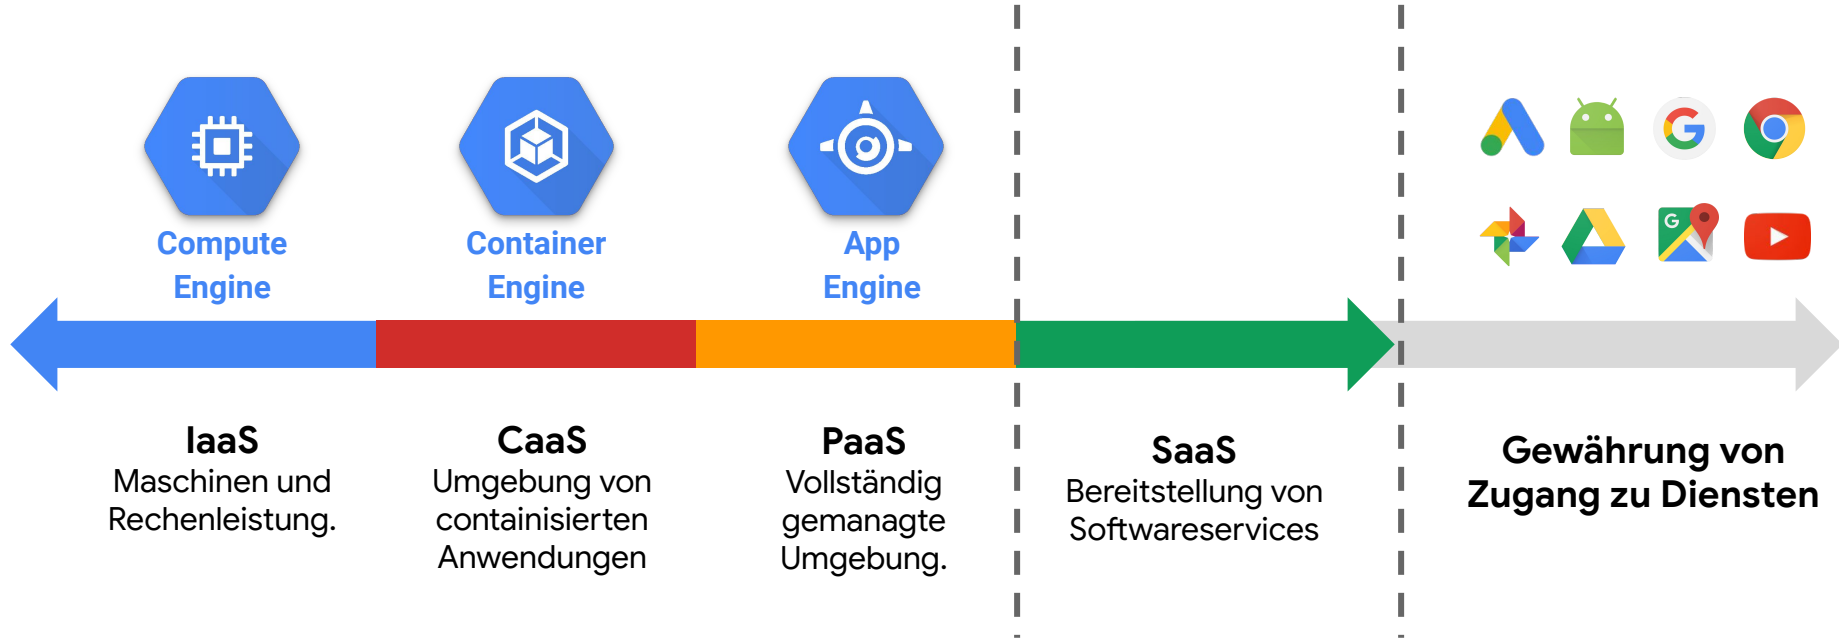 Compute
Engine
Container
Engine
App
Engine
IaaS
Maschinen und
Rechenleistung.
CaaS
Umgebung von
containisierten
Anwendungen
PaaS
Vollständig
gemanagte
Umgebung.
SaaS
Bereitstellung von
Softwareservices
Gewährung von
Zugang zu Diensten